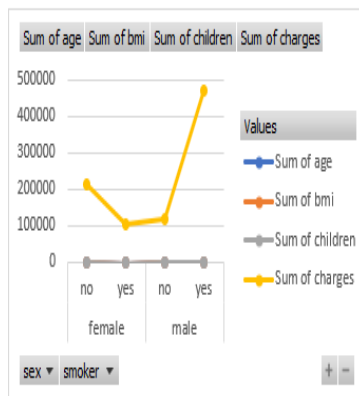 Sum of age Sum of bmi Sum of children Sum of charges
500000
400000
300000
200000
100000
0
no yes no yes
female male
Values
Sum of age
Sum of bmi
Sum of children
Sum of charges
sex smoker
+ -